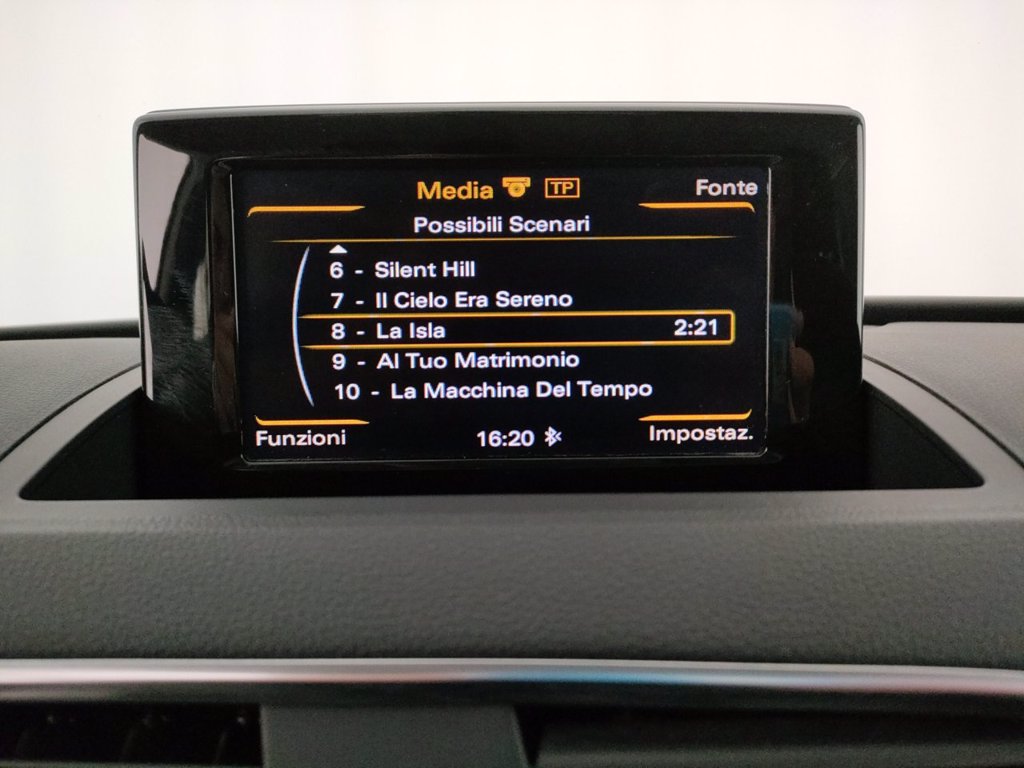 Media TP Fonte
Possibili Scenari
6 - Silent Hill
7 - Il Cielo Era Sereno
8 - La Isla 2:21
9 - Al Tuo Matrimonio
10 - La Macchina Del Tempo
Funzioni 16:20 Impostaz.